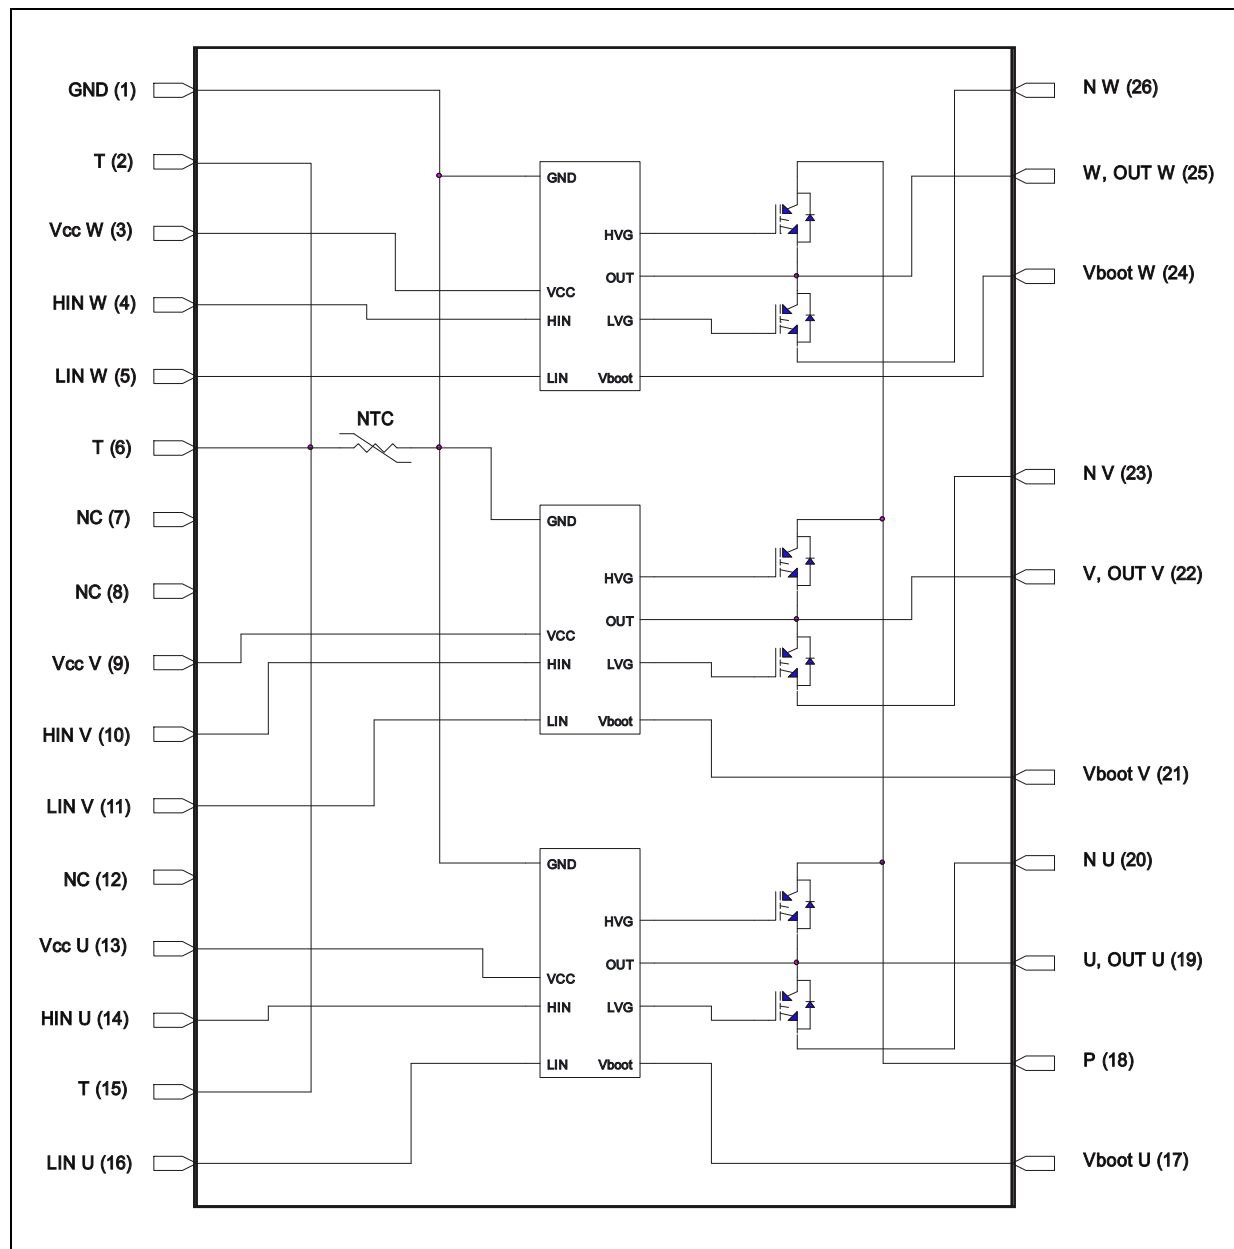 GND (1)
T (2)
Vcc W (3)
HIN W (4)
LIN W (5)
T (6)
NC (7)
NC (8)
Vcc V (9)
HIN V (10)
LIN V (11)
NC (12)
Vcc U (13)
HIN U (14)
T (15)
LIN U (16)
NTC
GND
HVG
OUT
VCC
HIN
LVG
LIN
Vboot
GND
HVG
OUT
VCC
HIN
LVG
LIN
Vboot
GND
HVG
OUT
VCC
HIN
LVG
LIN
Vboot
N W (26)
W, OUT W (25)
Vboot W (24)
N V (23)
V, OUT V (22)
Vboot V (21)
N U (20)
U, OUT U (19)
P (18)
Vboot U (17)